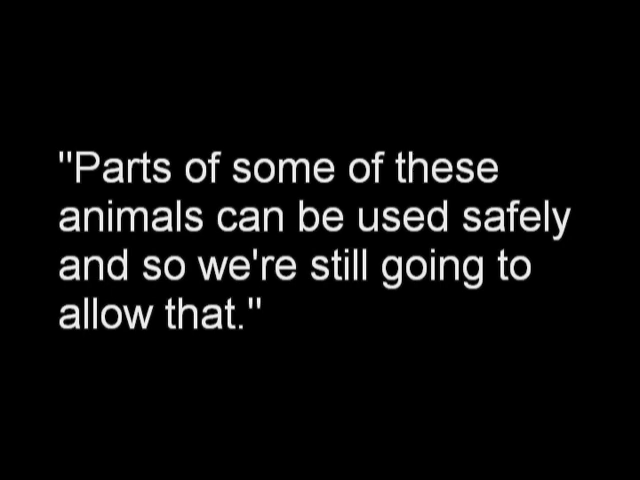 "Parts of some of these
animals can be used safely
and so we're still going to
allow that."